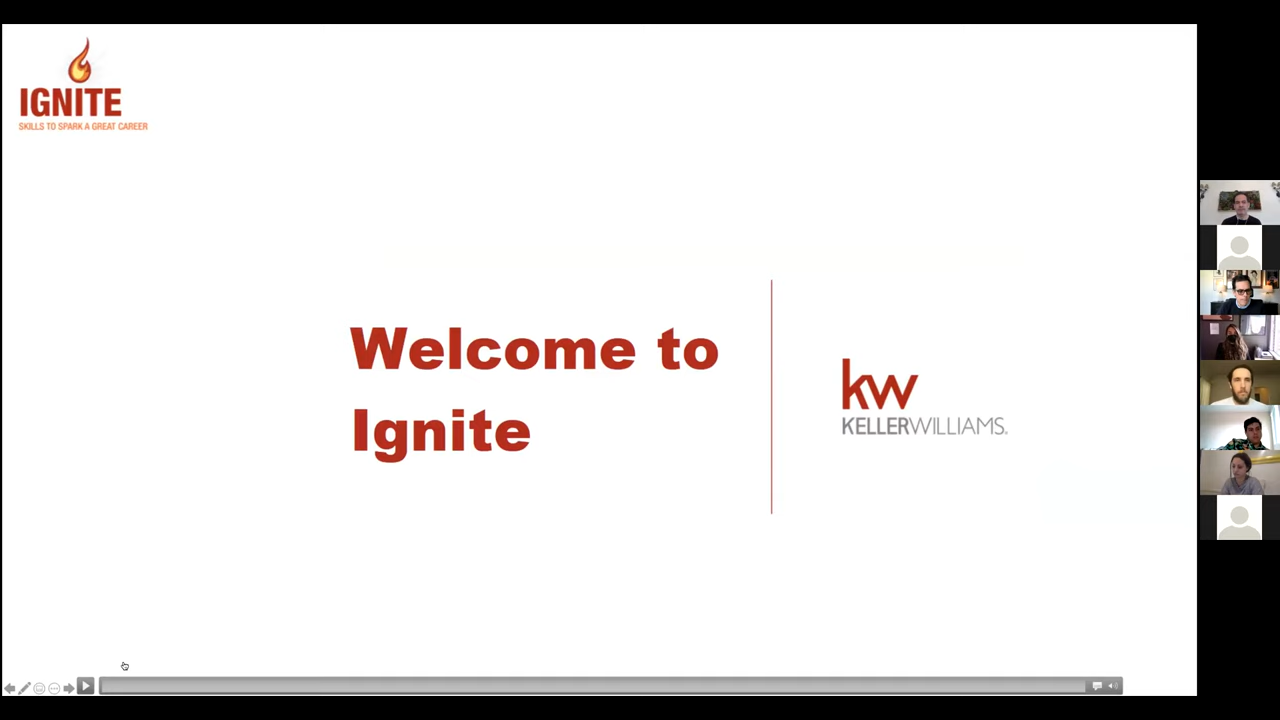 IGNITE
SKILLS TO SPARK A GREAT CAREER
Welcome to
Ignite
kw
KELLERWILLIAMS.